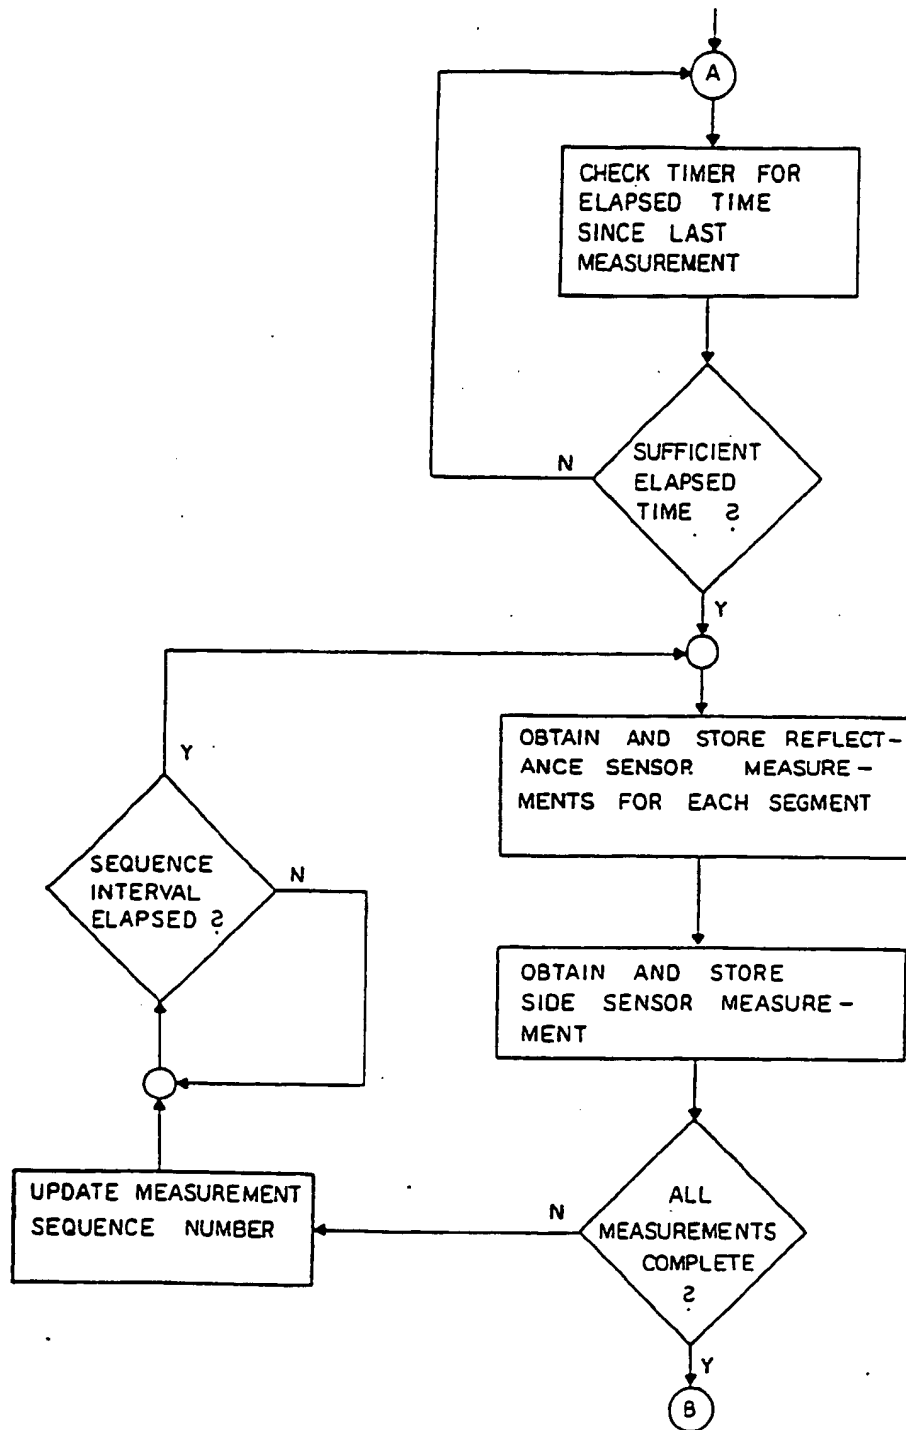 A
CHECK TIMER FOR
ELAPSED TIME
SINCE LAST
MEASUREMENT
SUFFICIENT
ELAPSED
TIME ?
N
Y
OBTAIN AND STORE REFLECT-
ANCE SENSOR MEASURE-
MENTS FOR EACH SEGMENT
Y
SEQUENCE
INTERVAL
ELAPSED ?
N
OBTAIN AND STORE
SIDE SENSOR MEASURE-
MENT
UPDATE MEASUREMENT
SEQUENCE NUMBER
N
ALL
MEASUREMENTS
COMPLETE
?
Y
B